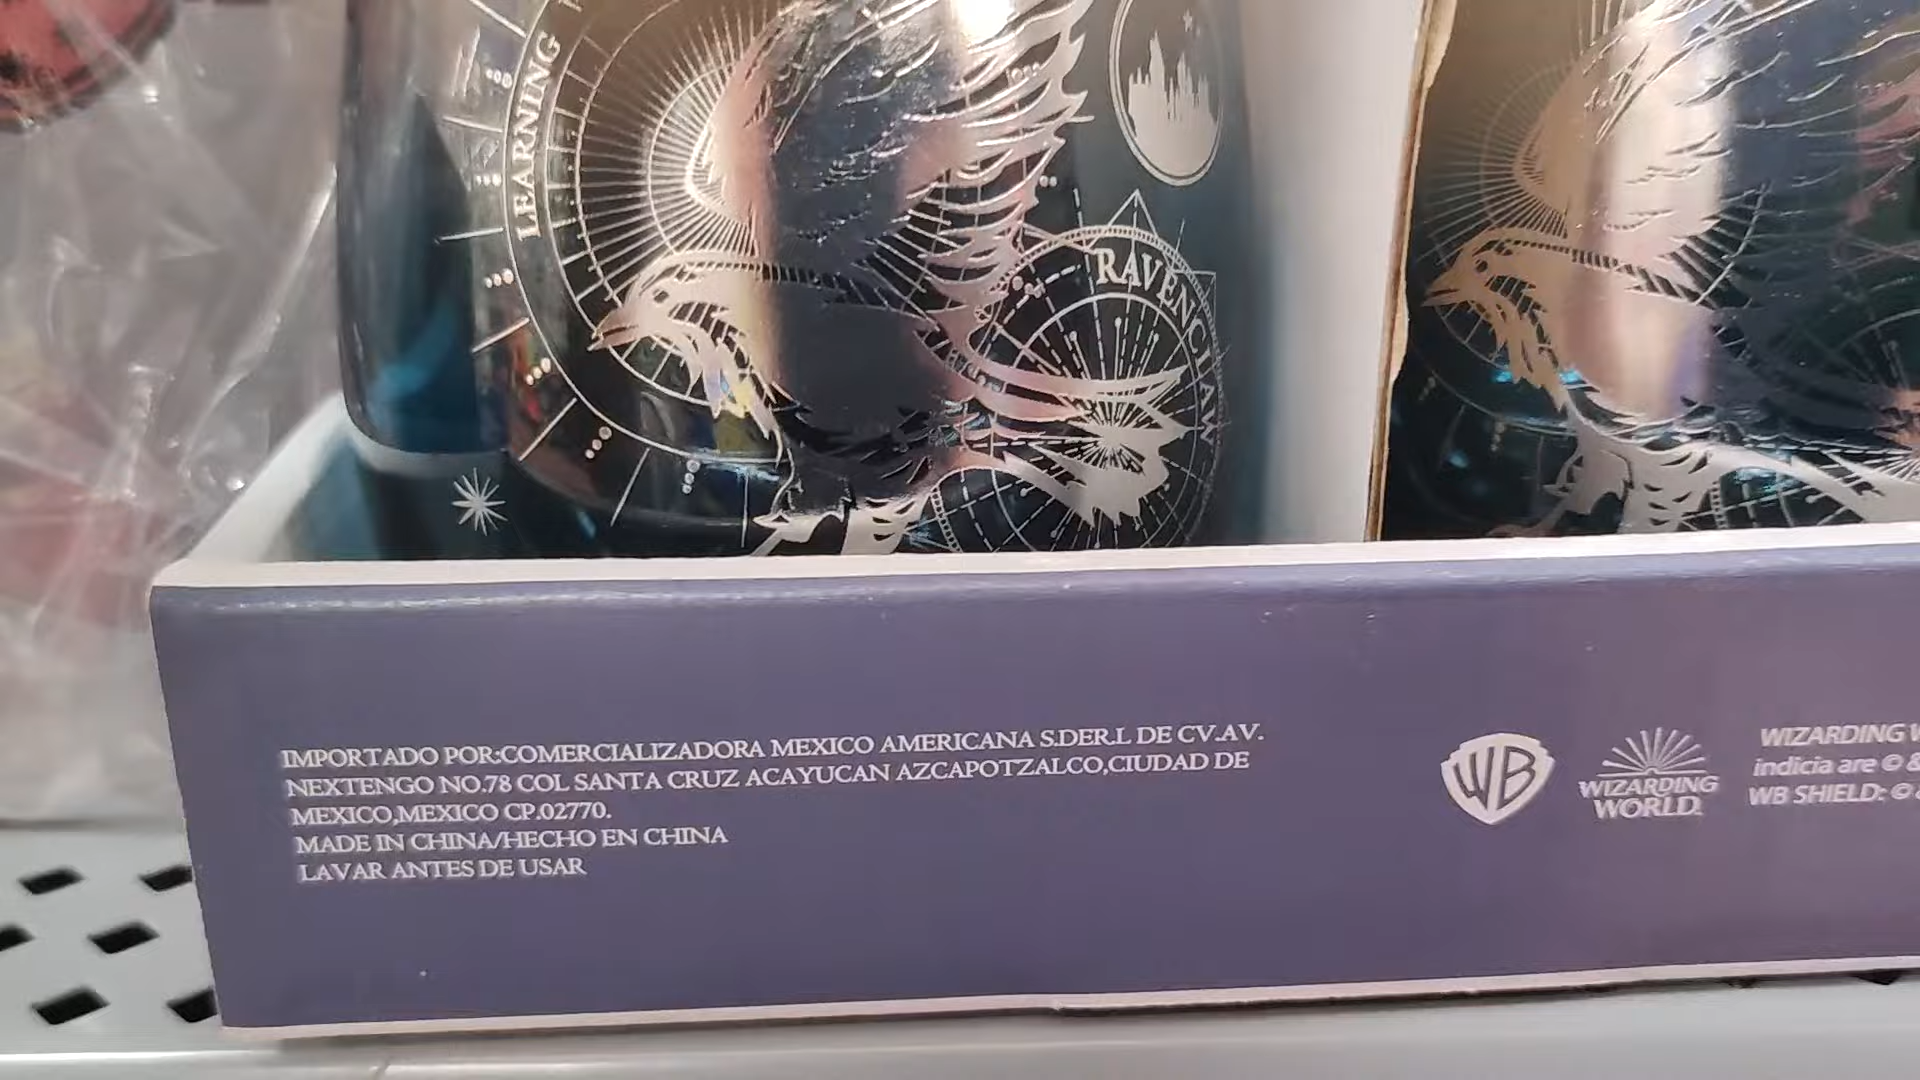 LEARNING
RAVENCLAW
IMPORTADO POR:COMERCIALIZADORA MEXICO AMERICANA S.DER.L DE CV.AV.
NEXTENGO NO.78 COL SANTA CRUZ ACAYUCAN AZCAPOTZALCO,CIUDAD DE
MEXICO,MEXICO CP.02770.
MADE IN CHINA/HECHO EN CHINA
LAVAR ANTES DE USAR
WB
WIZARDING
WORLD.
WIZARDING
indicia are ©
WB SHIELD: ©